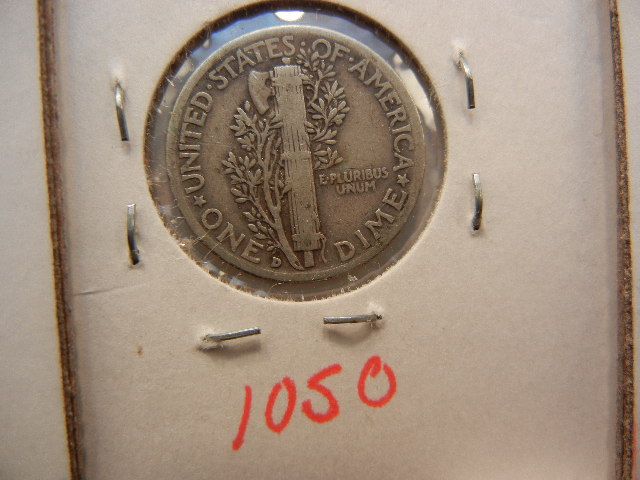 UNITED·STATES·OF·AMERICA
E·PLURIBUS
UNUM
★ONE DIME★
D
1050